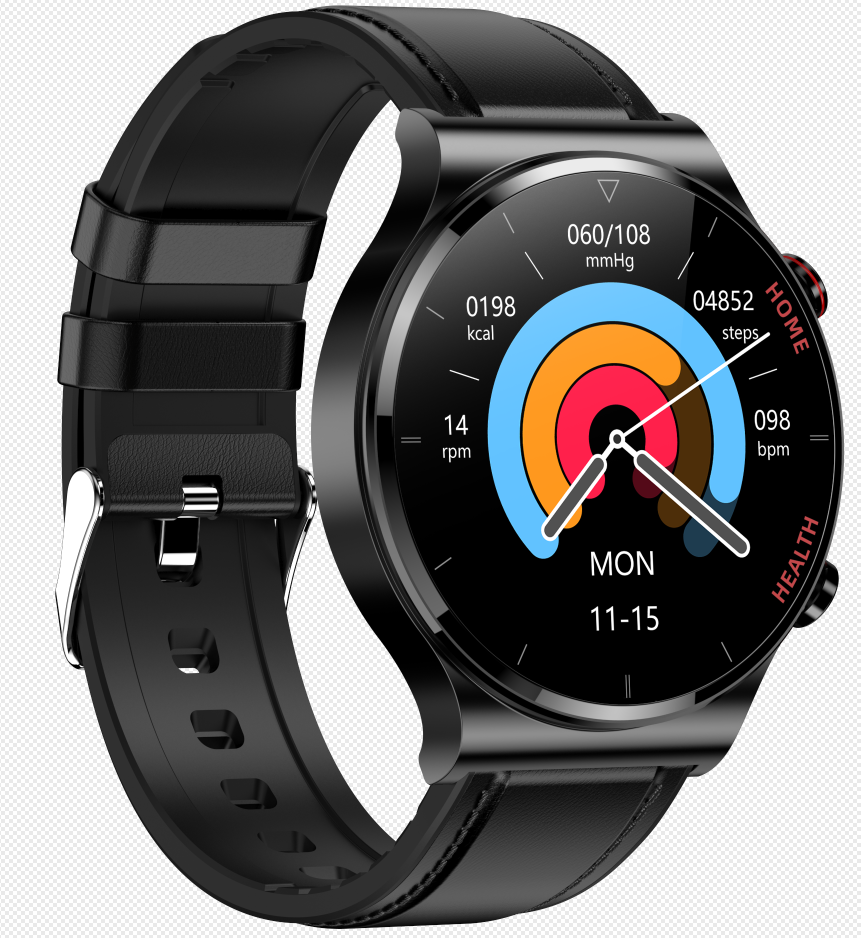 060/108
mmHg
0198
kcal
04852
steps
HOME
14
rpm
098
bpm
MON
11-15
HEALTH